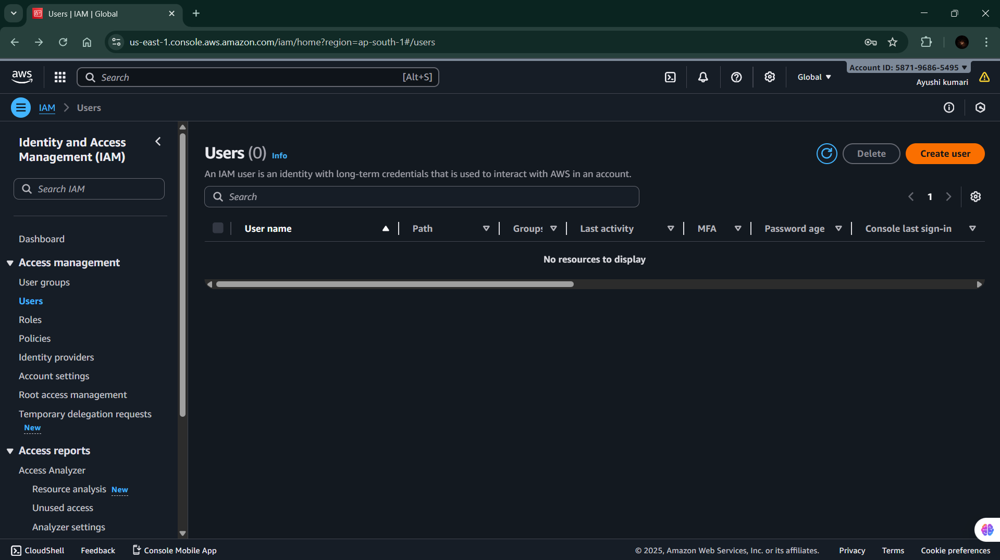 Users | IAM | Global
us-east-1.console.aws.amazon.com/iam/home?region=ap-south-1#/users
aws
Search
[Alt+S]
Global
Account ID: 5871-9686-5495
Ayushi kumari
IAM
Users
Identity and Access
Management (IAM)
Search IAM
Dashboard
Access management
User groups
Users
Roles
Policies
Identity providers
Account settings
Root access management
Temporary delegation requests
New
Access reports
Access Analyzer
Resource analysis New
Unused access
Analyzer settings
Users (0) Info
Delete
Create user
An IAM user is an identity with long-term credentials that is used to interact with AWS in an account.
Search
1
User name
Path
Groups
Last activity
MFA
Password age
Console last sign-in
No resources to display
CloudShell
Feedback
Console Mobile App
© 2025, Amazon Web Services, Inc. or its affiliates.
Privacy
Terms
Cookie preferences